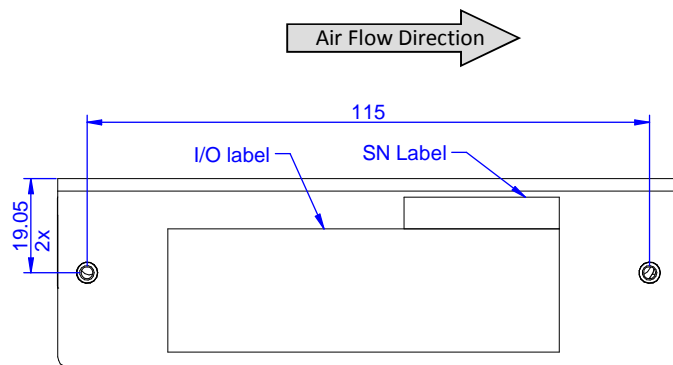 Air Flow Direction
115
I/O label
SN Label
19.05
2x